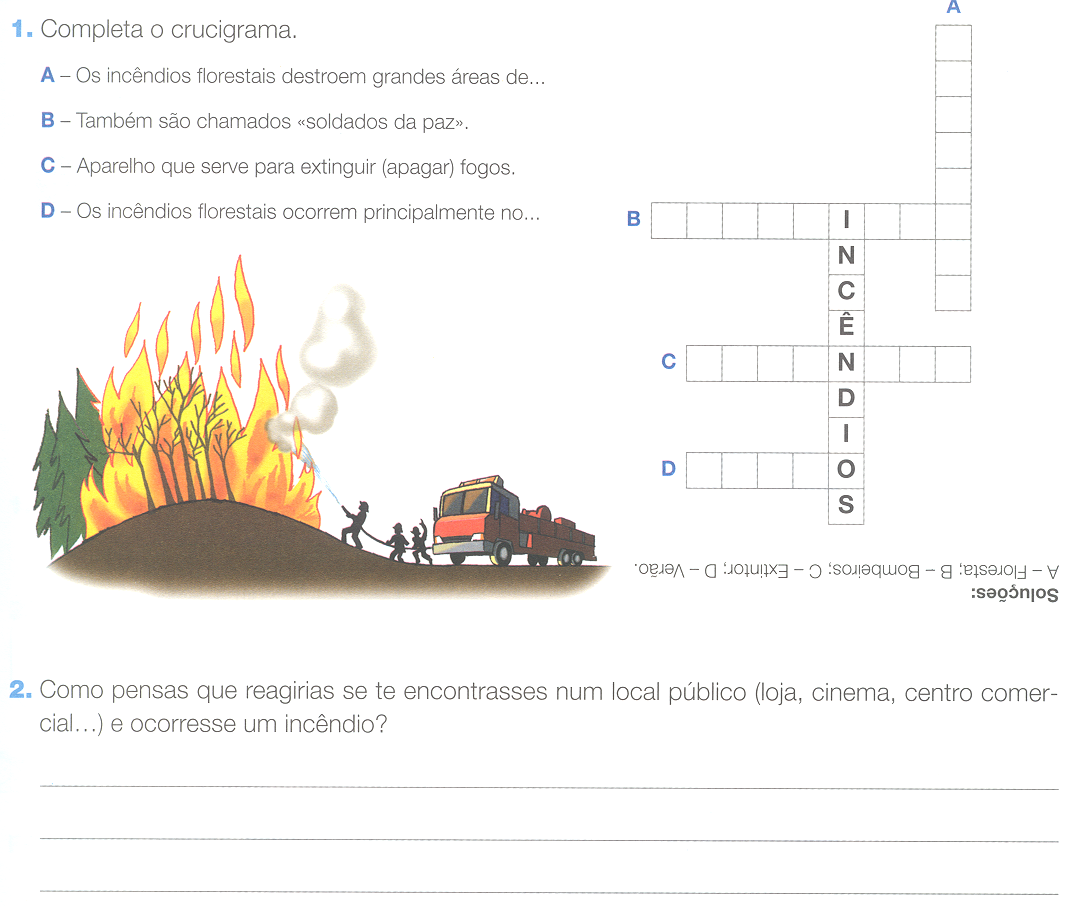 1. Completa o crucigrama.
A – Os incêndios florestais destroem grandes áreas de...
B – Também são chamados «soldados da paz».
C – Aparelho que serve para extinguir (apagar) fogos.
D – Os incêndios florestais ocorrem principalmente no...
A
B
I
N
C
Ê
C
N
D
I
D
O
S
Soluções:
A – Floresta; B – Bombeiros; C – Extintor; D – Verão.
2. Como pensas que reagirias se te encontrasses num local público (loja, cinema, centro comer-
cial...) e ocorresse um incêndio?